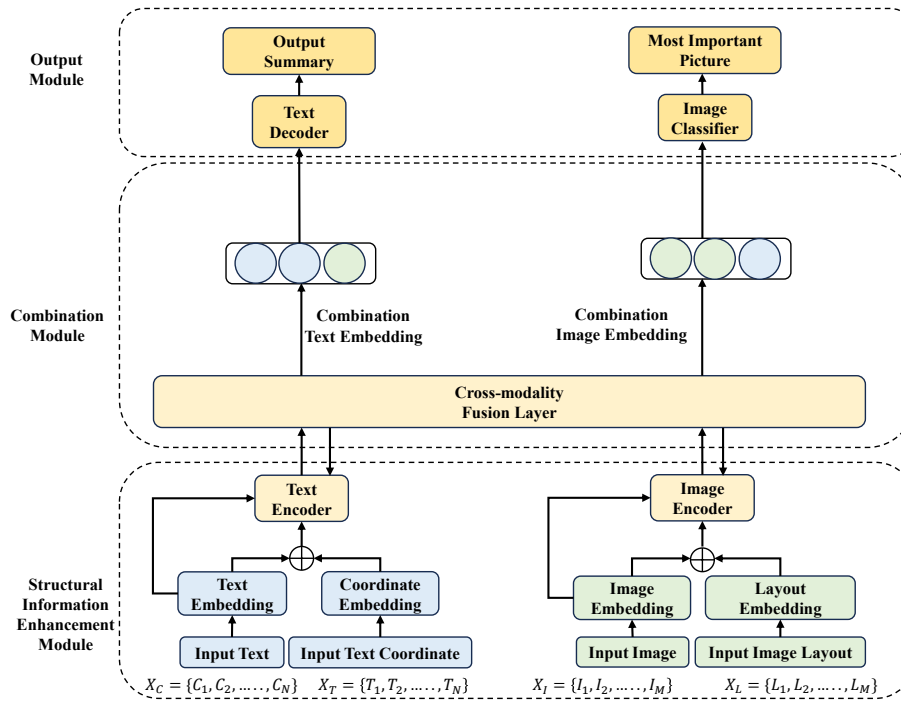 Output
Module
Output
Summary
Most Important
Picture
Text
Decoder
Image
Classifier
Combination
Module
Combination
Text Embedding
Combination
Image Embedding
Cross-modality
Fusion Layer
Structural
Information
Enhancement
Module
Text
Encoder
Image
Encoder
Text
Embedding
Coordinate
Embedding
Image
Embedding
Layout
Embedding
Input Text
Input Text Coordinate
Input Image
Input Image Layout
X_C = {C_1, C_2, ....., C_N}
X_T = {T_1, T_2, ....., T_N}
X_I = {I_1, I_2, ....., I_M}
X_L = {L_1, L_2, ....., L_M}